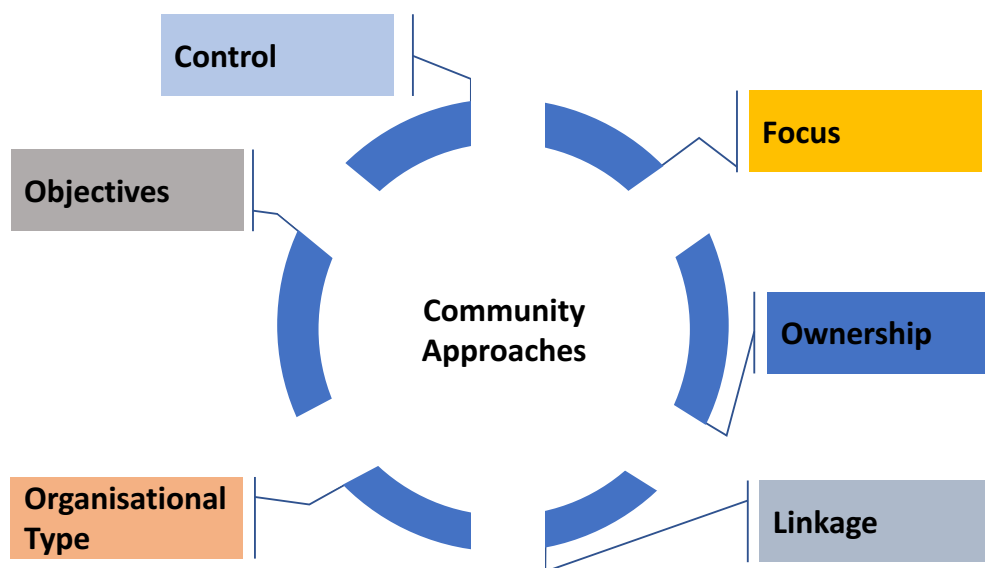 Control
Focus
Objectives
Community
Approaches
Ownership
Organisational
Type
Linkage